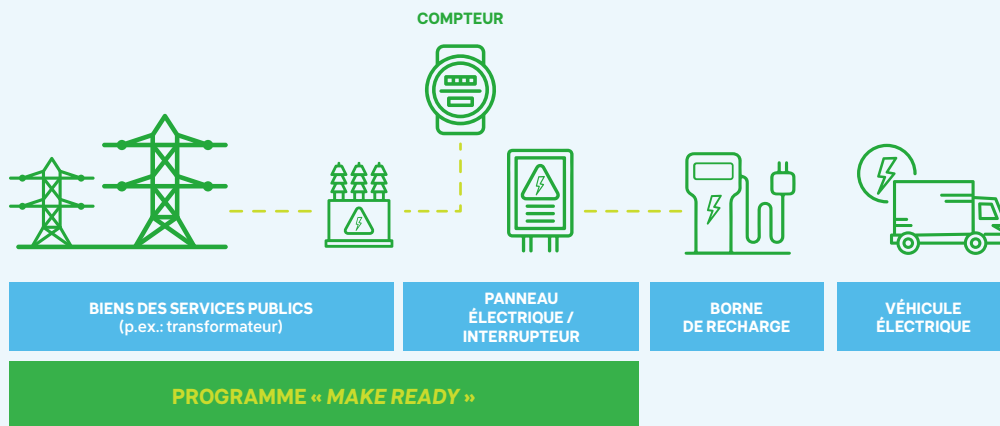 COMPTEUR
BIENS DES SERVICES PUBLICS
(p.ex.: transformateur)
PANNEAU
ÉLECTRIQUE /
INTERRUPTEUR
BORNE
DE RECHARGE
VÉHICULE
ÉLECTRIQUE
PROGRAMME « MAKE READY »